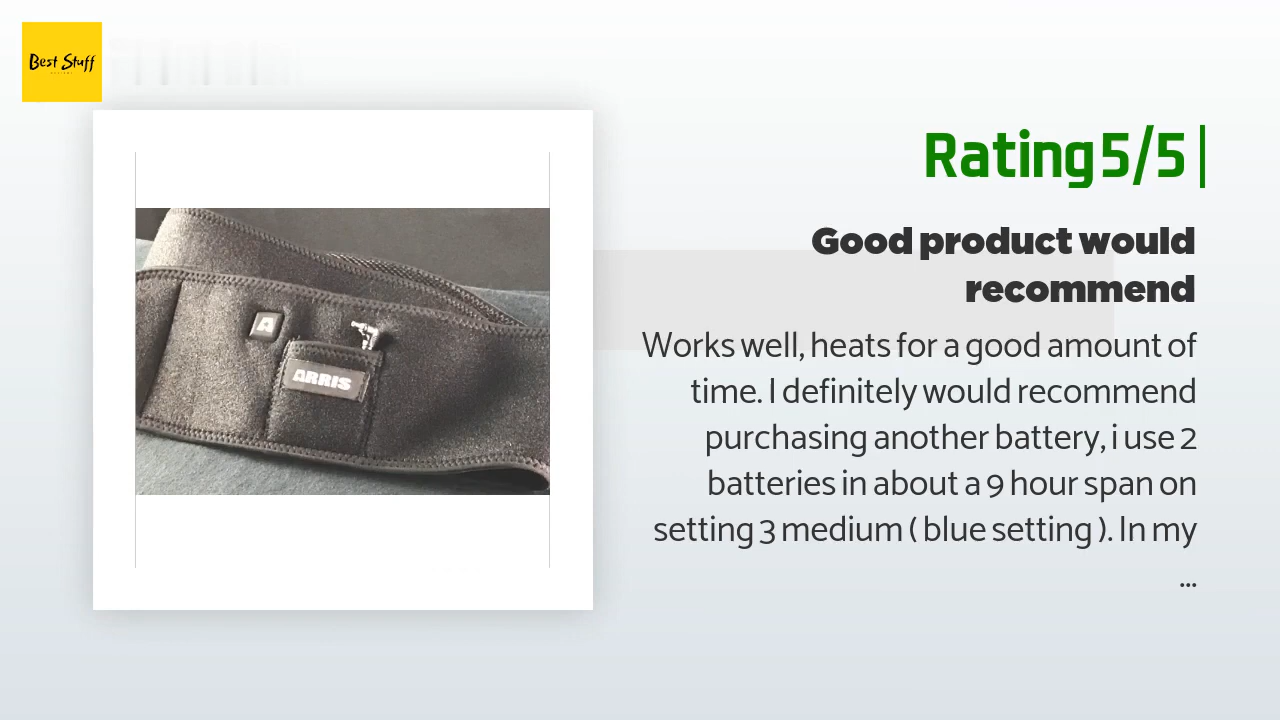 Best Stuff
Rating 5/5
Good product would
recommend
Works well, heats for a good amount of
time. I definitely would recommend
purchasing another battery, i use 2
batteries in about a 9 hour span on
setting 3 medium ( blue setting ). In my
...
A
ARRIS